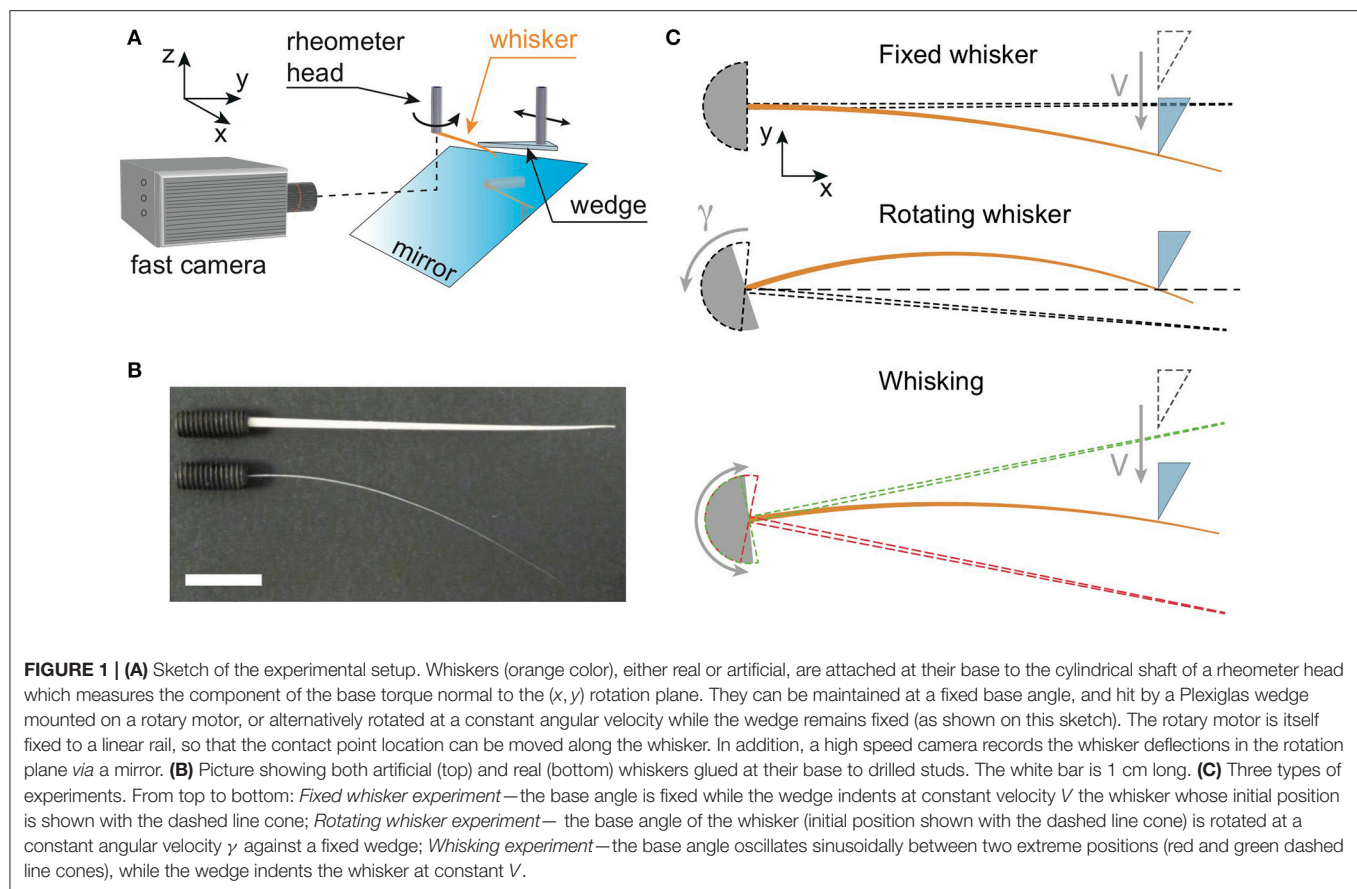 A
z
y
x
rheometer
head
whisker
wedge
mirror
fast camera
B
C
Fixed whisker
V
y
x
Rotating whisker
γ
Whisking
V
FIGURE 1 | (A) Sketch of the experimental setup. Whiskers (orange color), either real or artificial, are attached at their base to the cylindrical shaft of a rheometer head
which measures the component of the base torque normal to the (x, y) rotation plane. They can be maintained at a fixed base angle, and hit by a Plexiglas wedge
mounted on a rotary motor, or alternatively rotated at a constant angular velocity while the wedge remains fixed (as shown on this sketch). The rotary motor is itself
fixed to a linear rail, so that the contact point location can be moved along the whisker. In addition, a high speed camera records the whisker deflections in the rotation
plane via a mirror. (B) Picture showing both artificial (top) and real (bottom) whiskers glued at their base to drilled studs. The white bar is 1 cm long. (C) Three types of
experiments. From top to bottom: Fixed whisker experiment—the base angle is fixed while the wedge indents at constant velocity V the whisker whose initial position
is shown with the dashed line cone; Rotating whisker experiment— the base angle of the whisker (initial position shown with the dashed line cone) is rotated at a
constant angular velocity γ against a fixed wedge; Whisking experiment—the base angle oscillates sinusoidally between two extreme positions (red and green dashed
line cones), while the wedge indents the whisker at constant V.